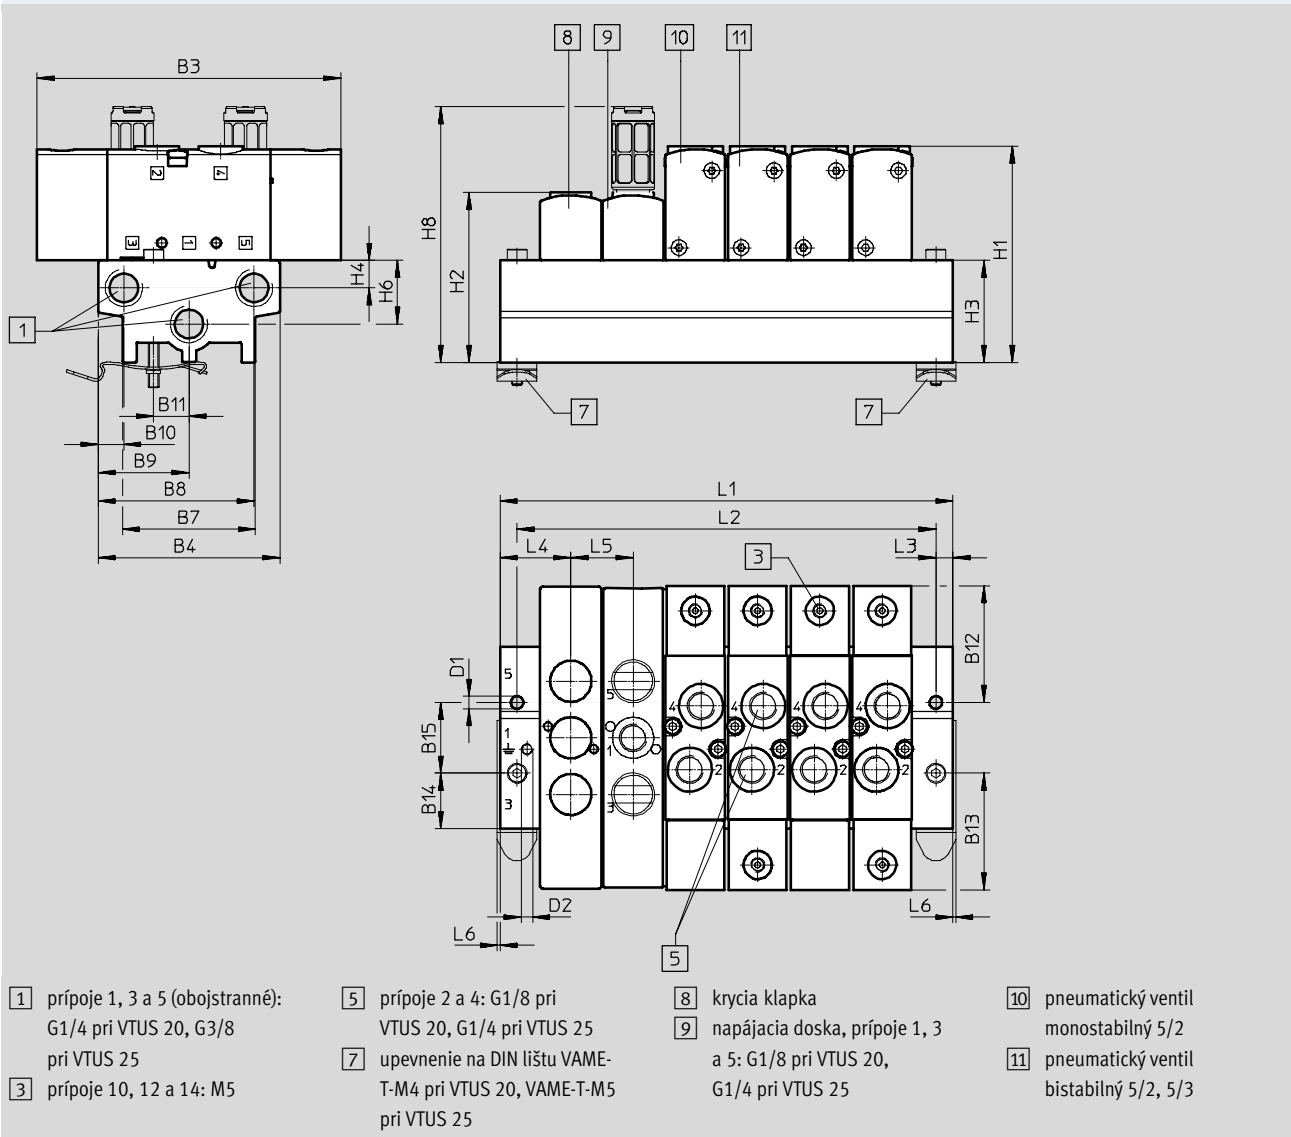 8
9
10
11
B3
2
4
3
1
5
H4
H6
1
B11
B10
B9
B8
B7
B4
H8
H2
H1
H3
7
7
L1
L2
L4
L5
L3
3
D1
B15
B14
B12
B13
5
1
3
5
1
3
4
4
4
4
2
2
2
2
D2
L6
L6
5
1 prípoje 1, 3 a 5 (obojstranné):
G1/4 pri VTUS 20, G3/8
pri VTUS 25
3 prípoje 10, 12 a 14: M5
5 prípoje 2 a 4: G1/8 pri
VTUS 20, G1/4 pri VTUS 25
7 upevnenie na DIN lištu VAME-
T-M4 pri VTUS 20, VAME-T-M5
pri VTUS 25
8 krycia klapka
9 napájacia doska, prípoje 1, 3
a 5: G1/8 pri VTUS 20,
G1/4 pri VTUS 25
10 pneumatický ventil
monostabilný 5/2
11 pneumatický ventil
bistabilný 5/2, 5/3